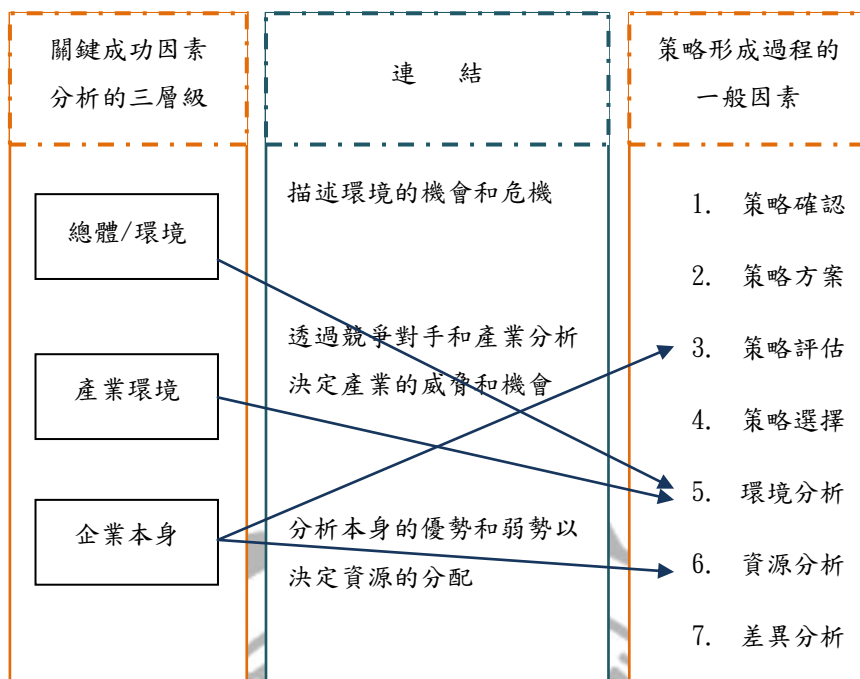 關鍵成功因素
分析的三層級
連 結
策略形成過程的
一般因素
總體/環境
產業環境
企業本身
描述環境的機會和危機
透過競爭對手和產業分析
決定產業的威脅和機會
分析本身的優勢和弱勢以
決定資源的分配
1. 策略確認
2. 策略方案
3. 策略評估
4. 策略選擇
5. 環境分析
6. 資源分析
7. 差異分析